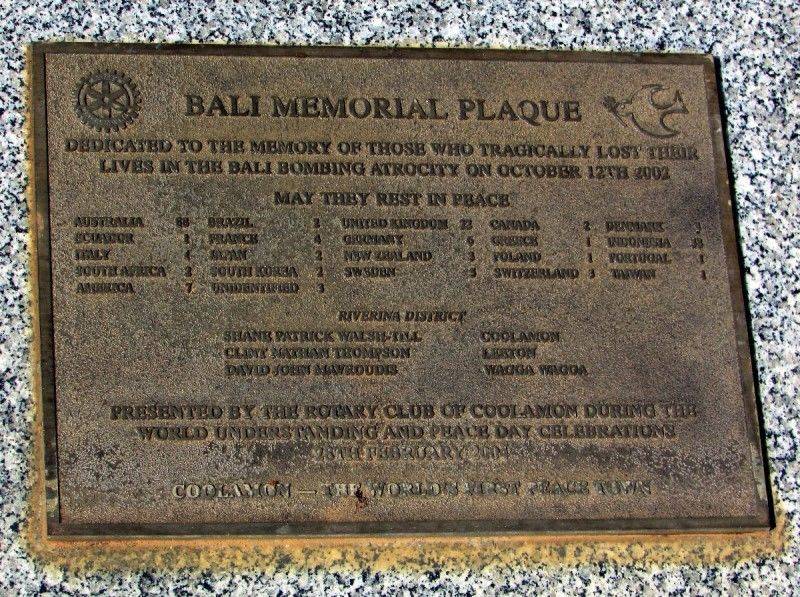 BALI MEMORIAL PLAQUE
DEDICATED TO THE MEMORY OF THOSE WHO TRAGICALLY LOST THEIR
LIVES IN THE BALI BOMBING ATROCITY ON OCTOBER 12TH 2002
MAY THEY REST IN PEACE
AUSTRALIA 88 BRAZIL 2 UNITED KINGDOM 22 CANADA 2 DENMARK 3
ECUADOR 1 FRANCE 4 GERMANY 6 GREECE 1 INDONESIA 38
ITALY 4 JAPAN 2 NEW ZEALAND 3 POLAND 1 PORTUGAL 1
SOUTH AFRICA 2 SOUTH KOREA 2 SWEDEN 5 SWITZERLAND 3 TAIWAN 1
AMERICA 7 UNIDENTIFIED 3
RIVERINA DISTRICT
SHANE PATRICK WALSH-TILL COOLAMON
CLINT NATHAN THOMPSON LEETON
DAVID JOHN MAVROUDIS WAGGA WAGGA
PRESENTED BY THE ROTARY CLUB OF COOLAMON DURING THE
WORLD UNDERSTANDING AND PEACE DAY CELEBRATIONS
FEBRUARY 2004
COOLAMON — THE WORLD'S FIRST PEACE TOWN